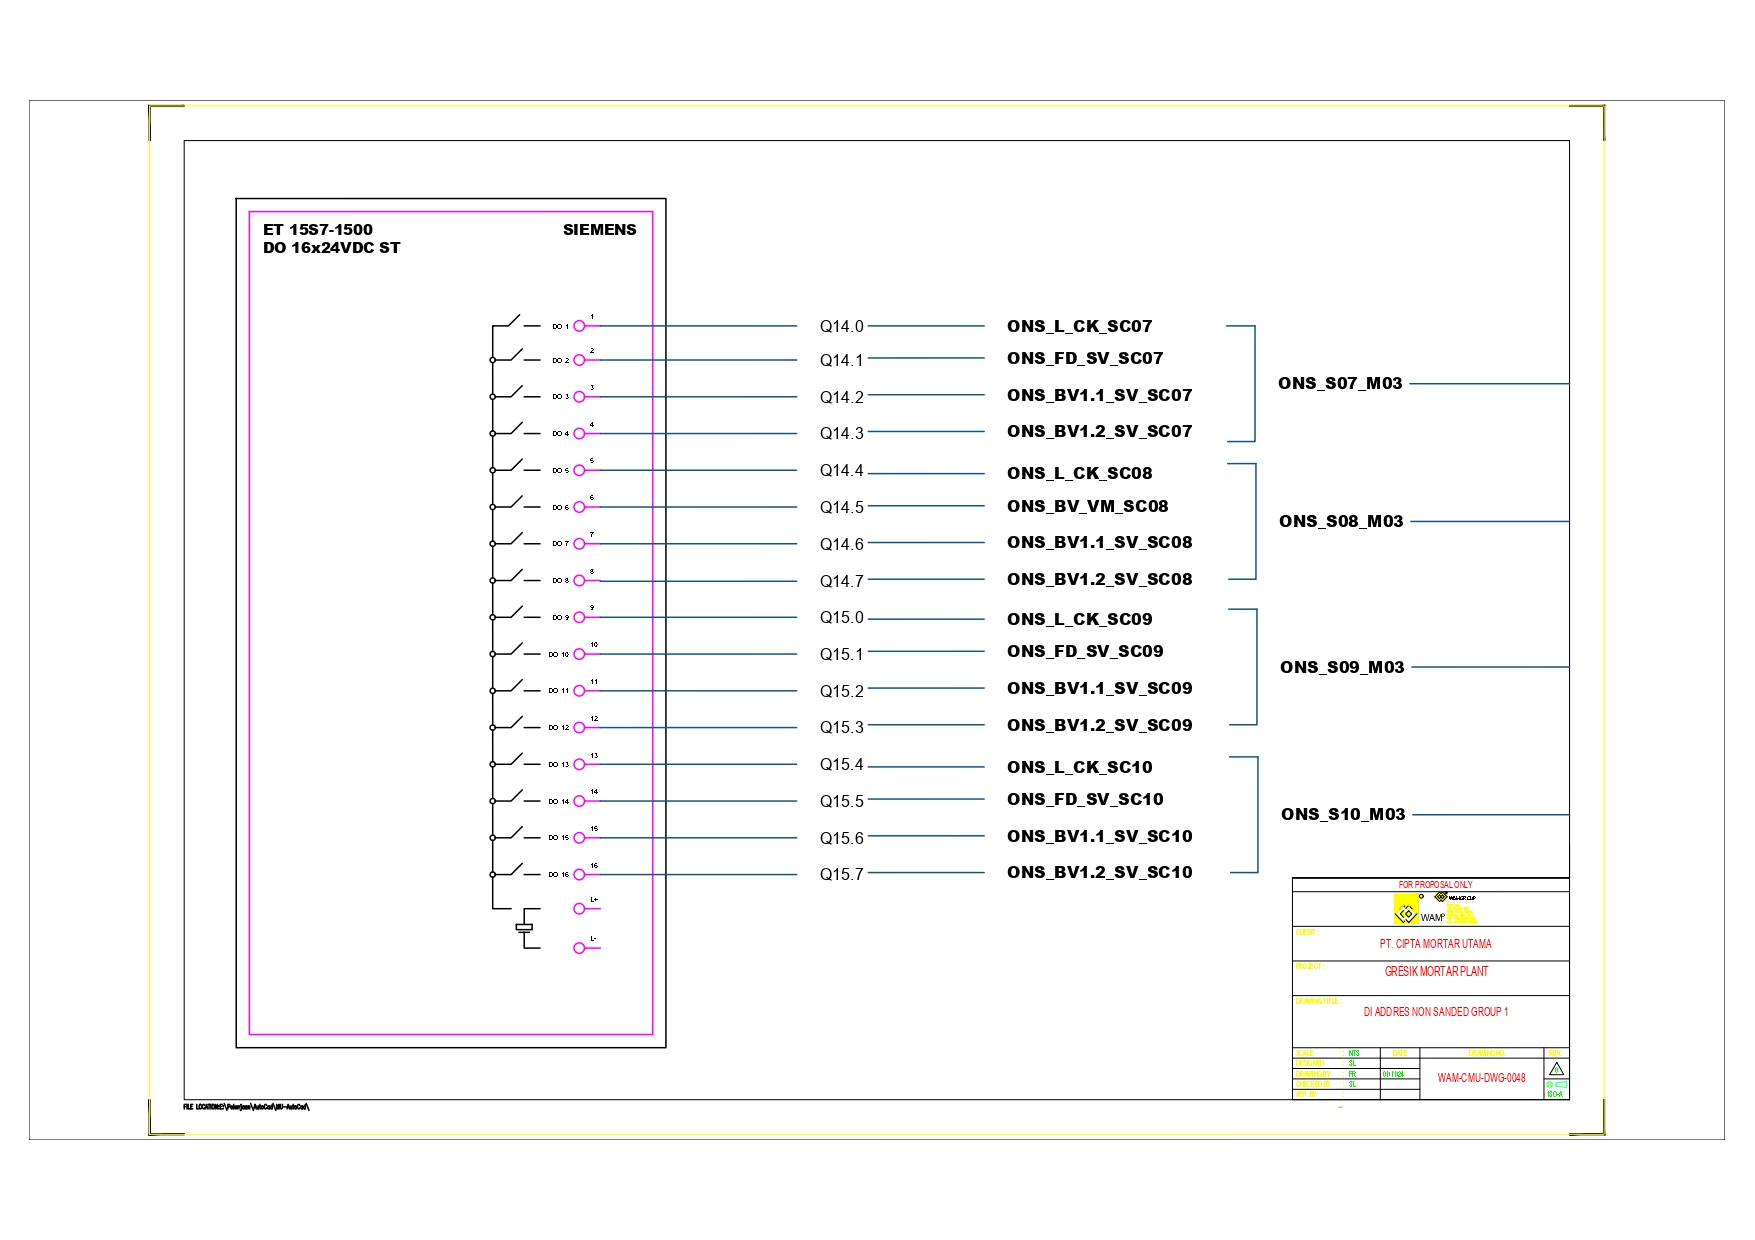 ET 15S7-1500 SIEMENS
DO 16x24VDC ST
DO 1 1 Q14.0 ONS_L_CK_SC07
DO 2 2 Q14.1 ONS_FD_SV_SC07
ONS_S07_M03
DO 3 3 Q14.2 ONS_BV1.1_SV_SC07
DO 4 4 Q14.3 ONS_BV1.2_SV_SC07
DO 5 5 Q14.4 ONS_L_CK_SC08
DO 6 6 Q14.5 ONS_BV_VM_SC08
ONS_S08_M03
DO 7 7 Q14.6 ONS_BV1.1_SV_SC08
DO 8 8 Q14.7 ONS_BV1.2_SV_SC08
DO 9 9 Q15.0 ONS_L_CK_SC09
DO 10 10 Q15.1 ONS_FD_SV_SC09
ONS_S09_M03
DO 11 11 Q15.2 ONS_BV1.1_SV_SC09
DO 12 12 Q15.3 ONS_BV1.2_SV_SC09
DO 13 13 Q15.4 ONS_L_CK_SC10
DO 14 14 Q15.5 ONS_FD_SV_SC10
ONS_S10_M03
DO 15 15 Q15.6 ONS_BV1.1_SV_SC10
DO 16 16 Q15.7 ONS_BV1.2_SV_SC10
L+
L-
FOR PROPOSAL ONLY
WAMGROUP
WAM
CLIENT :
PT. CIPTA MORTAR UTAMA
PROJECT :
GRESIK MORTAR PLANT
DRAWING TITLE :
DI ADDRES NON SANDED GROUP 1
SCALE : NTS DATE DRAWING NO. REV.
DESIGNED : SL
DRAWING BY : FR WAM-CMU-DWG-0048
CHECKED BY : SL
APP. BY : ISO-A